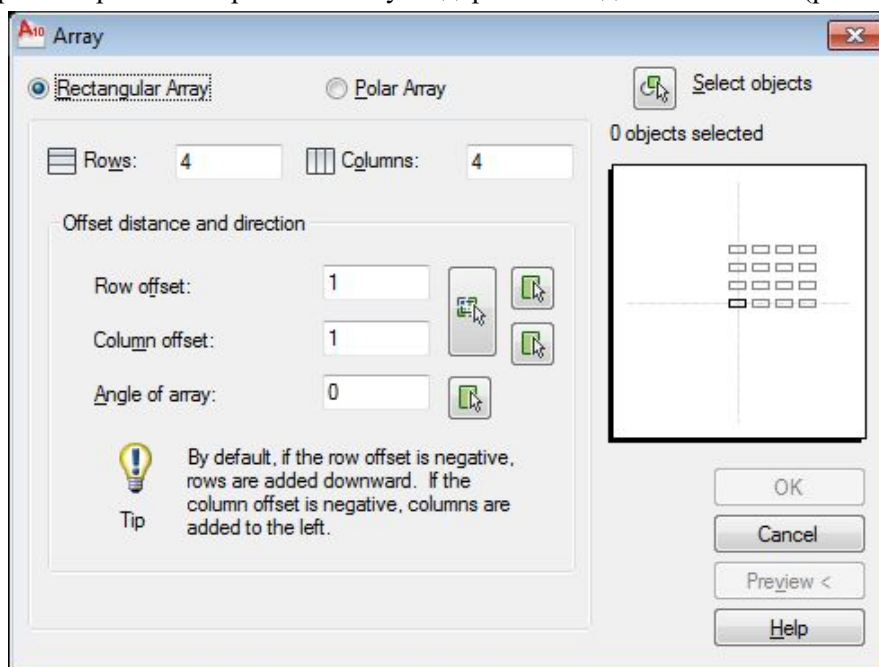 A10 Array
Rectangular Array Polar Array Select objects
0 objects selected
Rows: 4 Columns: 4
Offset distance and direction
Row offset: 1
Column offset: 1
Angle of array: 0
Tip
By default, if the row offset is negative,
rows are added downward. If the
column offset is negative, columns are
added to the left.
OK
Cancel
Preview <
Help